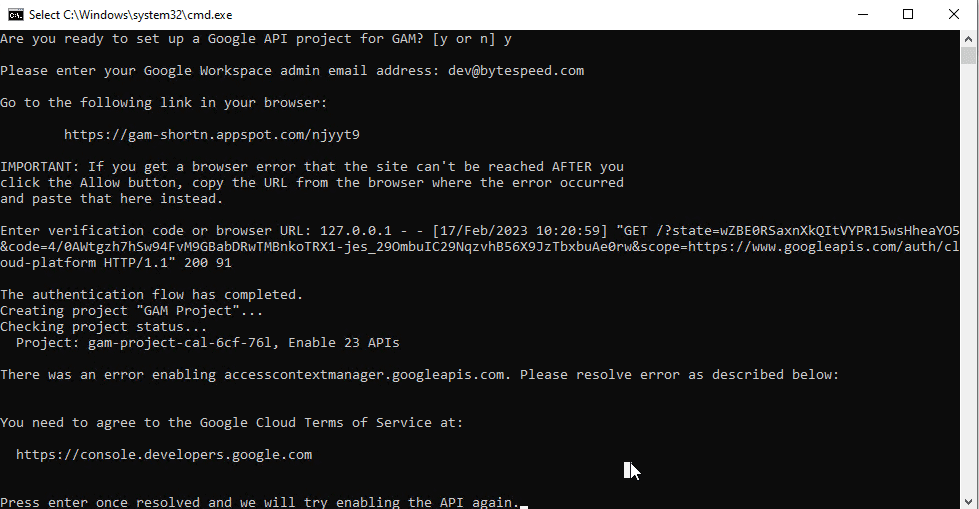 Select C:\Windows\system32\cmd.exe
Are you ready to set up a Google API project for GAM? [y or n] y
Please enter your Google Workspace admin email address: dev@bytespeed.com
Go to the following link in your browser:
https://gam-shortn.appspot.com/njyyt9
IMPORTANT: If you get a browser error that the site can't be reached AFTER you
click the Allow button, copy the URL from the browser where the error occurred
and paste that here instead.
Enter verification code or browser URL: 127.0.0.1 - - [17/Feb/2023 10:20:59] "GET /?state=wZBE0RSaxnXkQItVYPR15wsHheaYO5
&code=4/0AWtgzh7hSw94FvM9GBabDRwTMBnkoTRX1-jes_29OmbuIC29NqzvhB56X9JzTbxbuAe0rw&scope=https://www.googleapis.com/auth/cl
oud-platform HTTP/1.1" 200 91
The authentication flow has completed.
Creating project "GAM Project"...
Checking project status...
Project: gam-project-cal-6cf-76l, Enable 23 APIs
There was an error enabling accesscontextmanager.googleapis.com. Please resolve error as described below:
You need to agree to the Google Cloud Terms of Service at:
https://console.developers.google.com
Press enter once resolved and we will try enabling the API again.